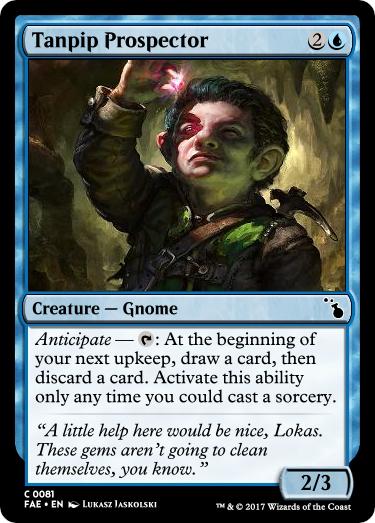 Tanpip Prospector 2
Creature — Gnome
Anticipate — : At the beginning of
your next upkeep, draw a card, then
discard a card. Activate this ability
only any time you could cast a sorcery.
“A little help here would be nice, Lokas.
These gems aren’t going to clean
themselves, you know.”
2/3
C 0081
FAE • EN Lukasz Jaskolski
™ & © 2017 Wizards of the Coast